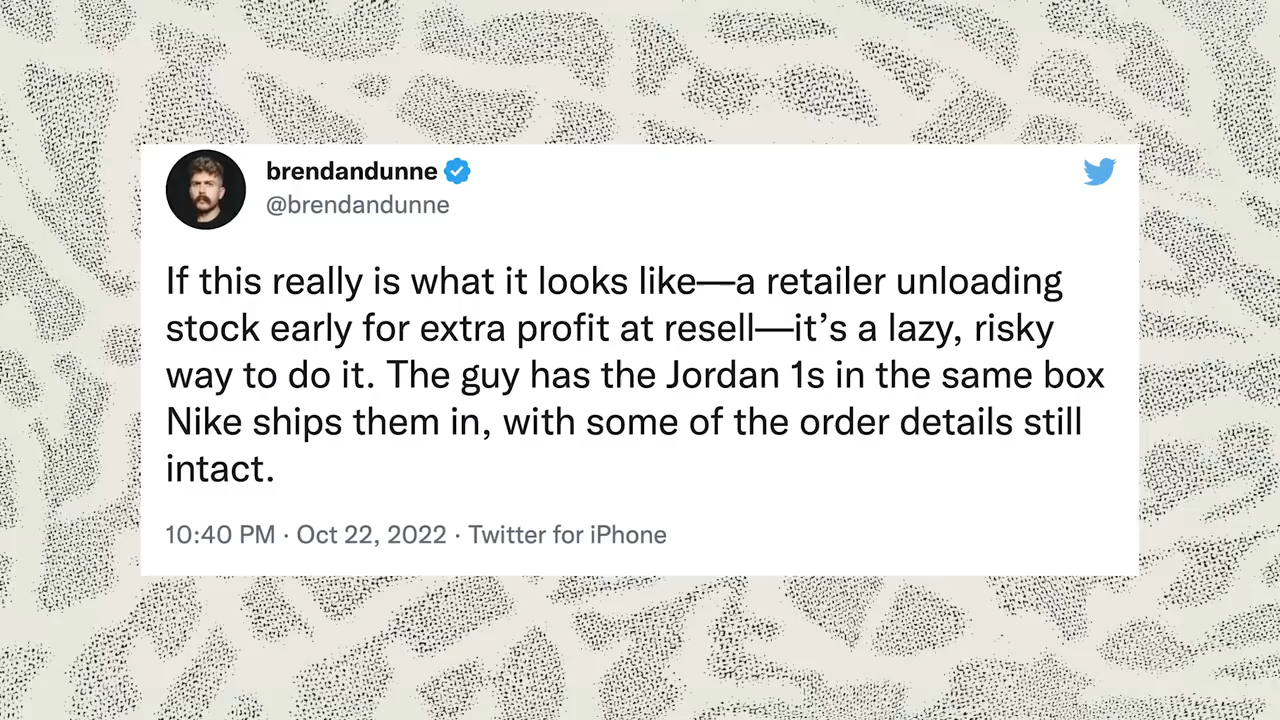 brendandunne
@brendandunne
If this really is what it looks like—a retailer unloading
stock early for extra profit at resell—it’s a lazy, risky
way to do it. The guy has the Jordan 1s in the same box
Nike ships them in, with some of the order details still
intact.
10:40 PM · Oct 22, 2022 · Twitter for iPhone